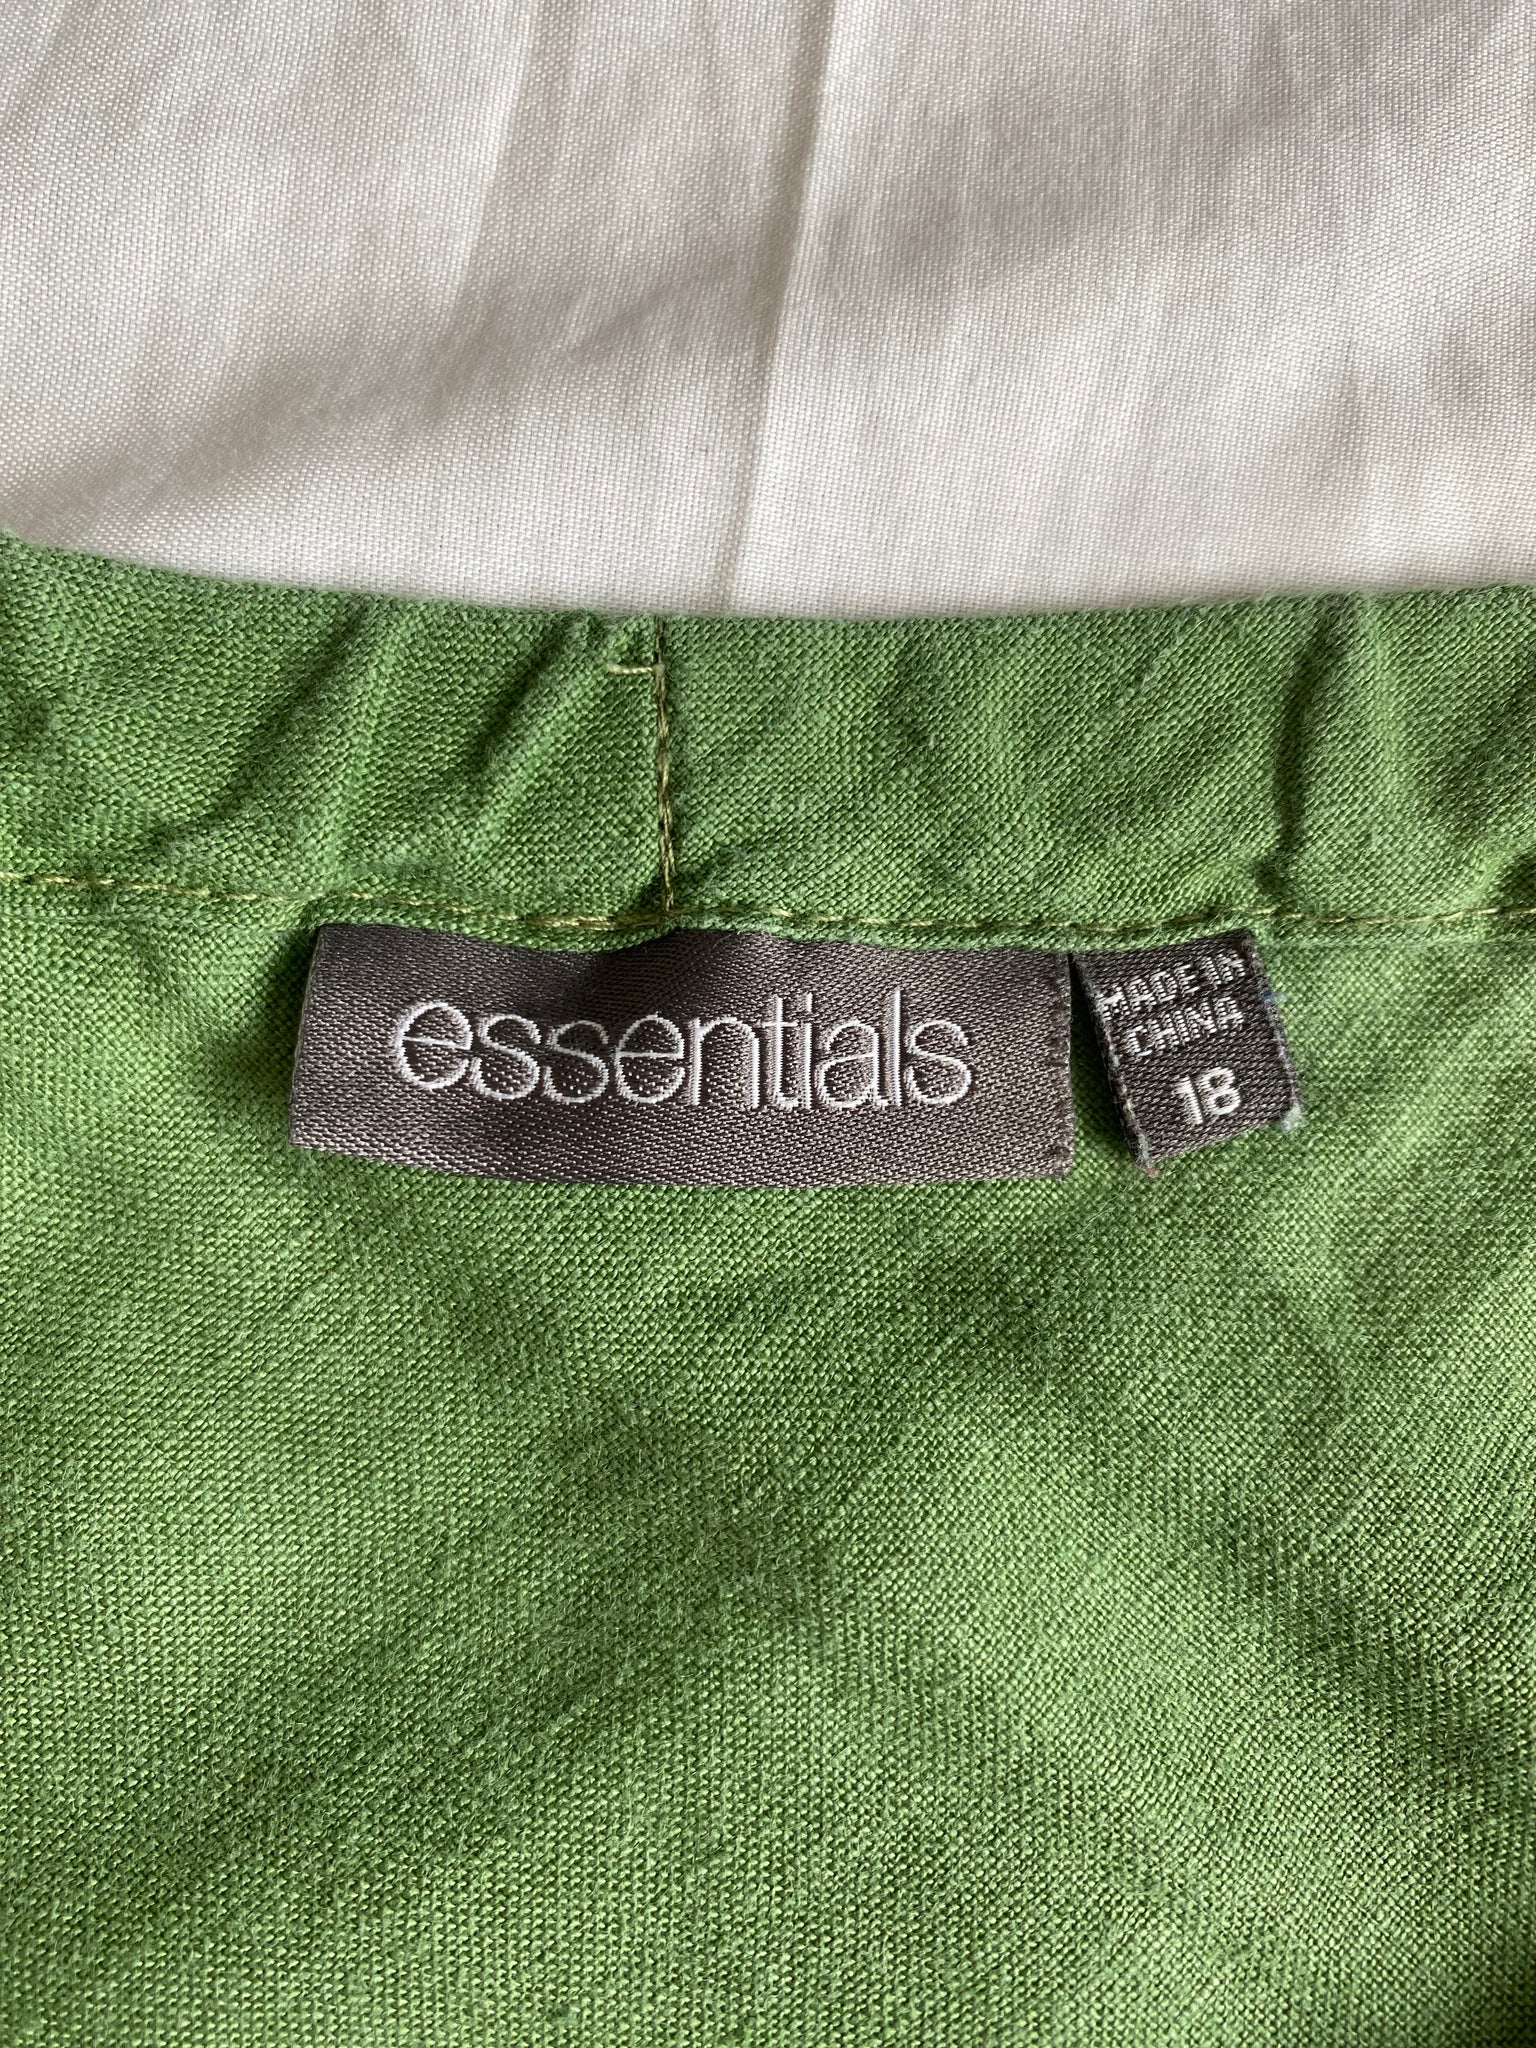 essentials
MADE IN
CHINA
18